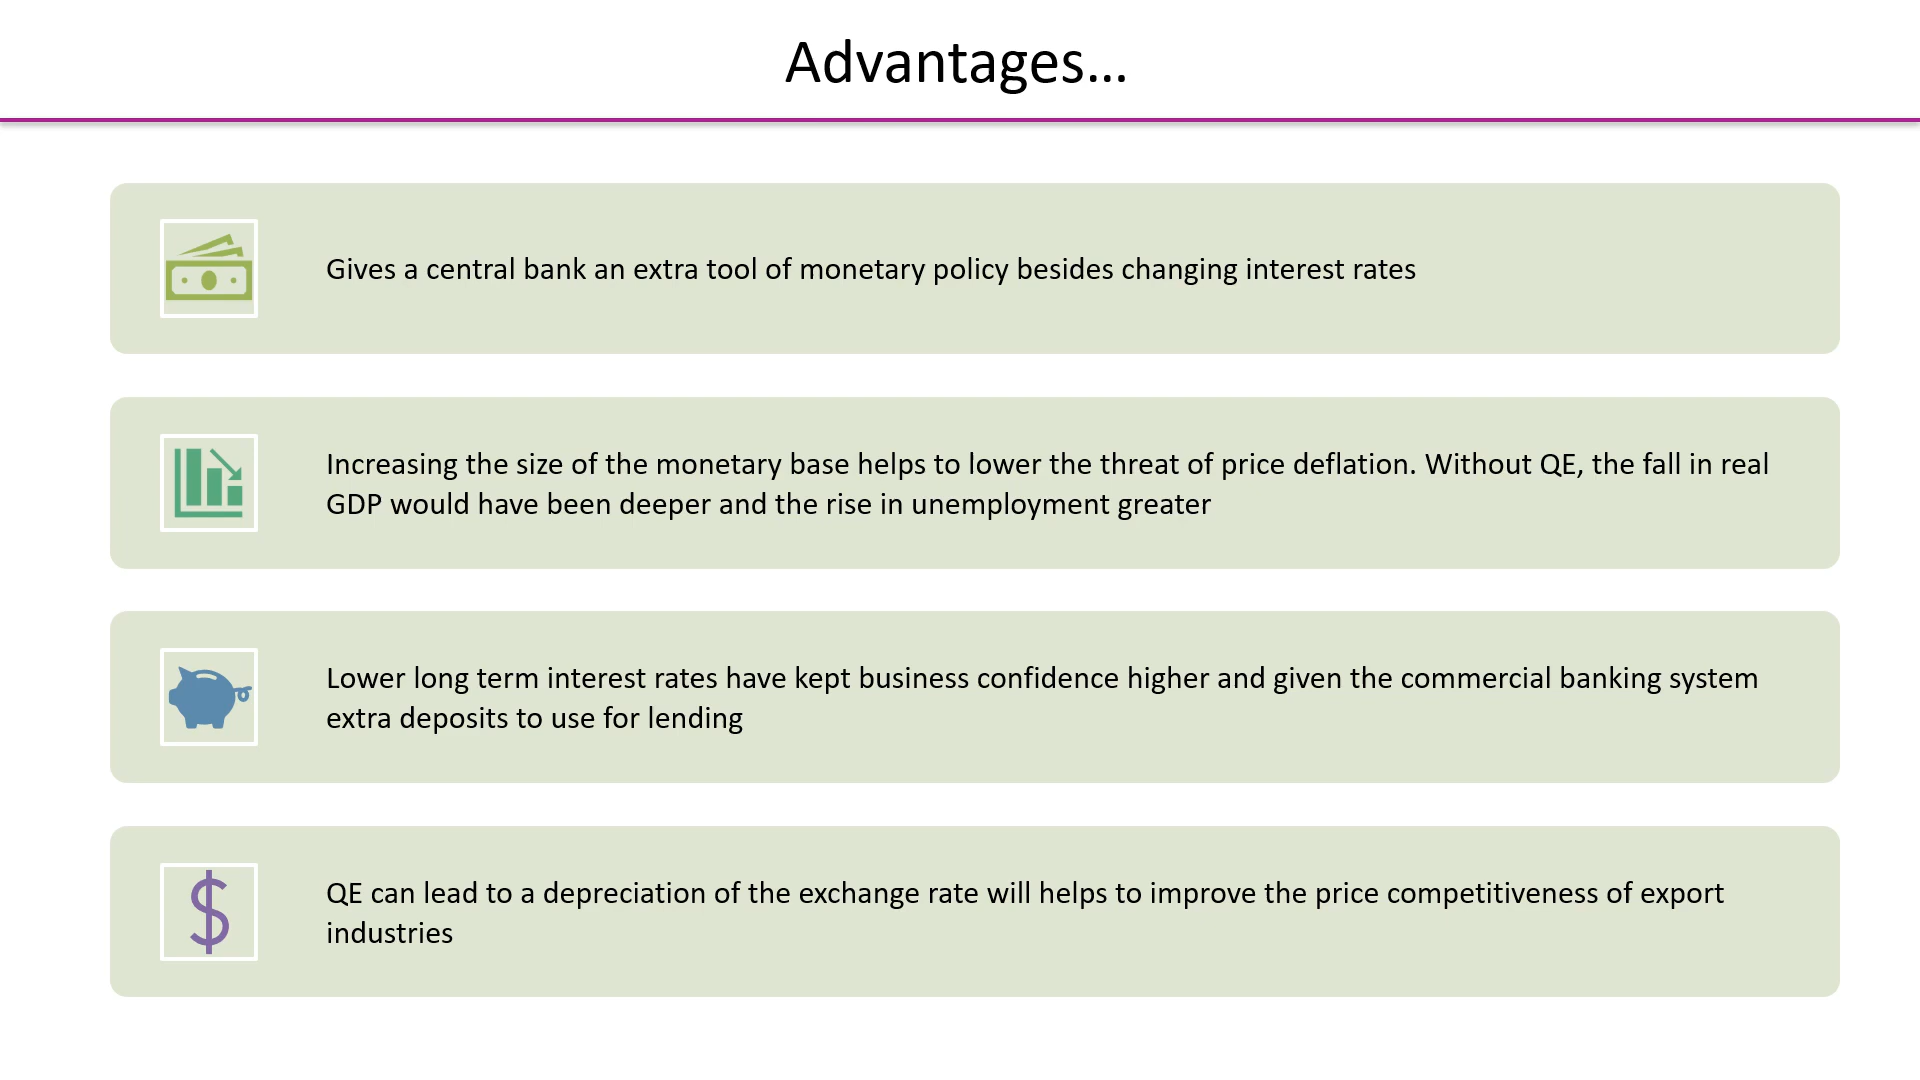 Advantages...
Gives a central bank an extra tool of monetary policy besides changing interest rates
Increasing the size of the monetary base helps to lower the threat of price deflation. Without QE, the fall in real
GDP would have been deeper and the rise in unemployment greater
Lower long term interest rates have kept business confidence higher and given the commercial banking system
extra deposits to use for lending
QE can lead to a depreciation of the exchange rate will helps to improve the price competitiveness of export
industries